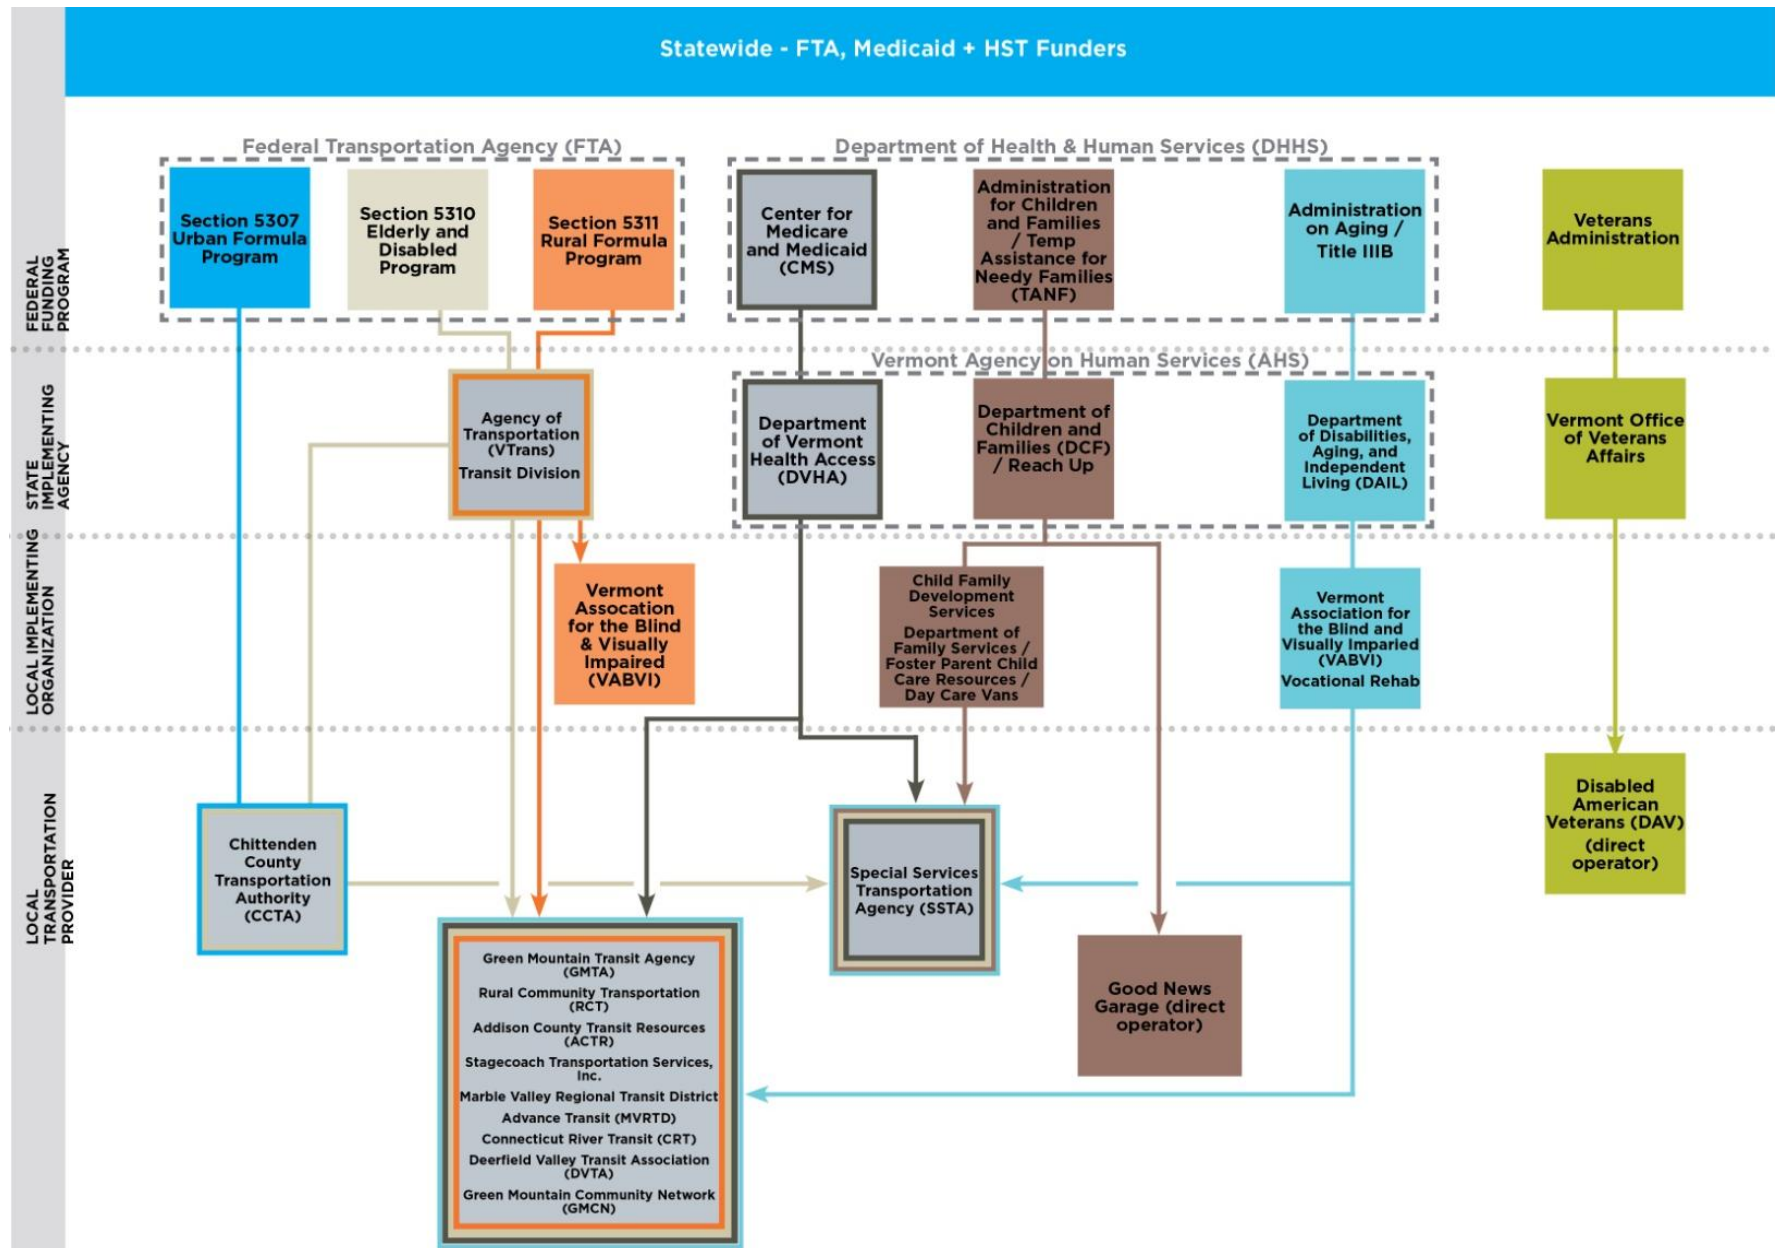 Statewide - FTA, Medicaid + HST Funders
FEDERAL
FUNDING
PROGRAM
Federal Transportation Agency (FTA)
Section 5307
Urban Formula
Program
Section 5310
Elderly and
Disabled
Program
Section 5311
Rural Formula
Program
Department of Health & Human Services (DHHS)
Center for
Medicare
and Medicaid
(CMS)
Administration
for Children
and Families
/ Temp
Assistance for
Needy Families
(TANF)
Administration
on Aging /
Title IIIB
Veterans
Administration
STATE
IMPLEMENTING
AGENCY
Agency of
Transportation
(VTrans)
Transit Division
Vermont Agency on Human Services (AHS)
Department
of Vermont
Health Access
(DVHA)
Department of
Children and
Families (DCF)
/ Reach Up
Department
of Disabilities,
Aging, and
Independent
Living (DAIL)
Vermont Office
of Veterans
Affairs
LOCAL IMPLEMENTING
ORGANIZATION
Vermont
Assocation
for the Blind
& Visually
Impaired
(VABVI)
Child Family
Development
Services
Department of
Family Services /
Foster Parent Child
Care Resources /
Day Care Vans
Vermont
Association for
the Blind and
Visually Imparied
(VABVI)
Vocational Rehab
LOCAL
TRANSPORTATION
PROVIDER
Chittenden
County
Transportation
Authority
(CCTA)
Green Mountain Transit Agency
(GMTA)
Rural Community Transportation
(RCT)
Addison County Transit Resources
(ACTR)
Stagecoach Transportation Services,
Inc.
Marble Valley Regional Transit District
Advance Transit (MVRTD)
Connecticut River Transit (CRT)
Deerfield Valley Transit Association
(DVTA)
Green Mountain Community Network
(GMCN)
Special Services
Transportation
Agency (SSTA)
Good News
Garage (direct
operator)
Disabled
American
Veterans (DAV)
(direct
operator)